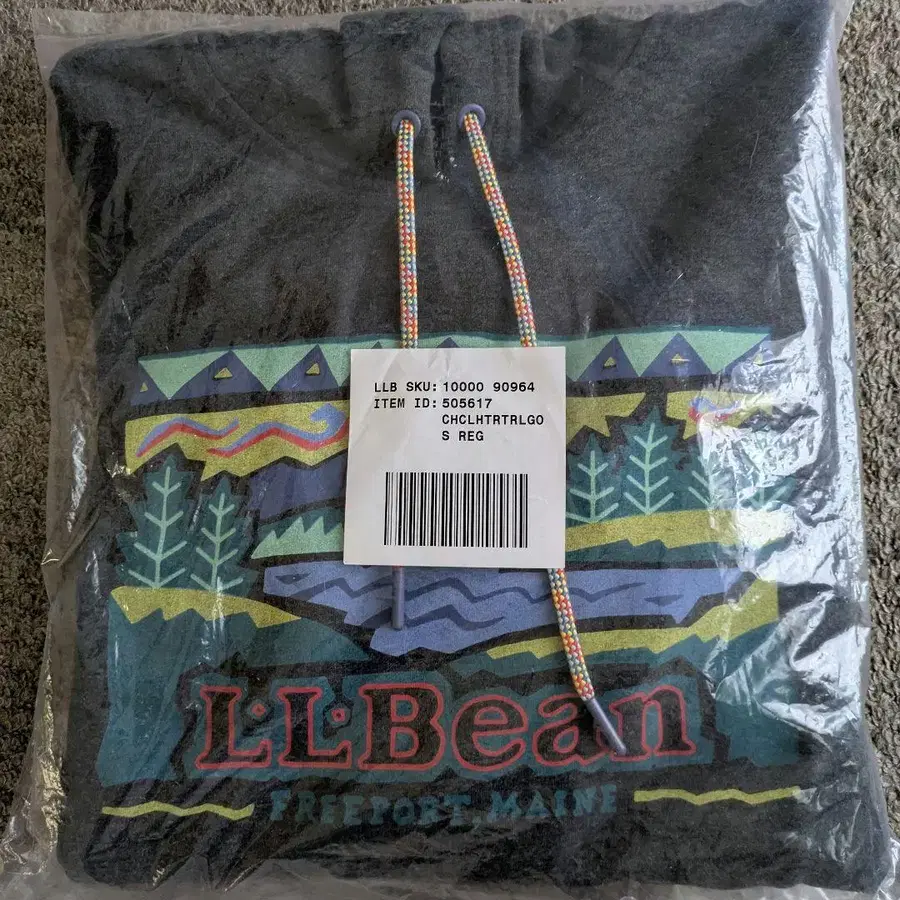 LLB SKU: 10000 90964
ITEM ID: 505617
CHCLHTRTRLGO
S REG
L.L.Bean
FREEPORT, MAINE